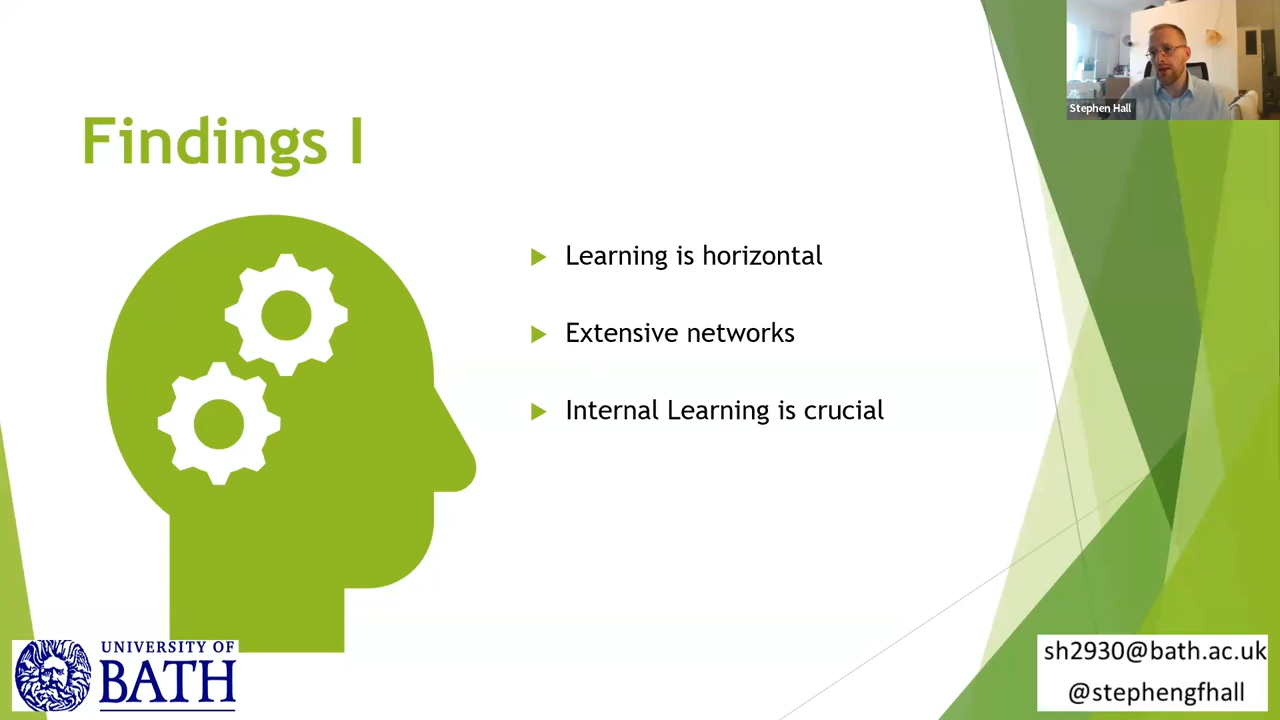 Stephen Hall
Findings I
Learning is horizontal
Extensive networks
Internal Learning is crucial
UNIVERSITY OF
BATH
sh2930@bath.ac.uk
@stephengfhall